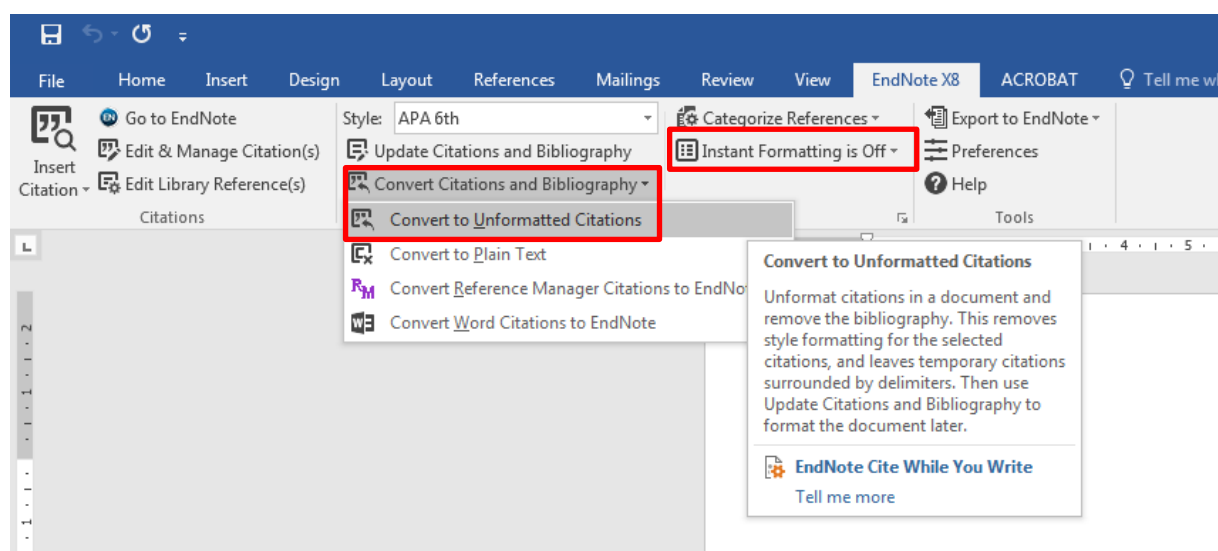 File Home Insert Design Layout References Mailings Review View EndNote X8 ACROBAT Tell me w
Insert
Citation
Go to EndNote
Edit & Manage Citation(s)
Edit Library Reference(s)
Citations
Style: APA 6th
Update Citations and Bibliography
Convert Citations and Bibliography
Convert to Unformatted Citations
Convert to Plain Text
Convert Reference Manager Citations to EndNo
Convert Word Citations to EndNote
Categorize References
Instant Formatting is Off
Export to EndNote
Preferences
Help
Tools
4 5
2
1
1
Convert to Unformatted Citations
Unformat citations in a document and
remove the bibliography. This removes
style formatting for the selected
citations, and leaves temporary citations
surrounded by delimiters. Then use
Update Citations and Bibliography to
format the document later.
EndNote Cite While You Write
Tell me more